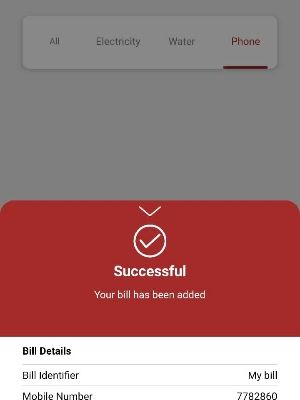 All Electricity Water Phone
Successful
Your bill has been added
Bill Details
Bill Identifier My bill
Mobile Number 7782860